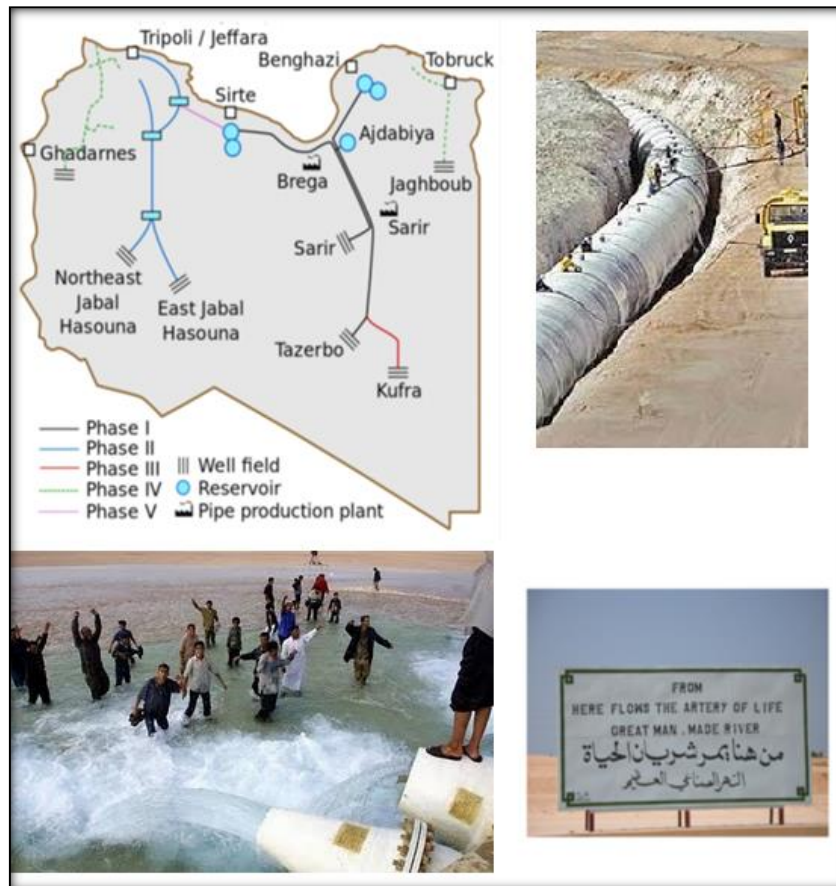 Tripoli / Jeffara
Benghazi
Tobruck
Sirte
Ajdabiya
Ghadarnes
Brega
Jaghboub
Sarir
Sarir
Northeast
Jabal
Hasouna
East Jabal
Hasouna
Tazerbo
Kufra
Phase I
Phase II
Phase III
Phase IV
Phase V
Well field
Reservoir
Pipe production plant
FROM
HERE FLOWS THE ARTERY OF LIFE
GREAT MAN . MADE RIVER
من هنا يمر شريان الحياة
النهر الصناعي العظيم